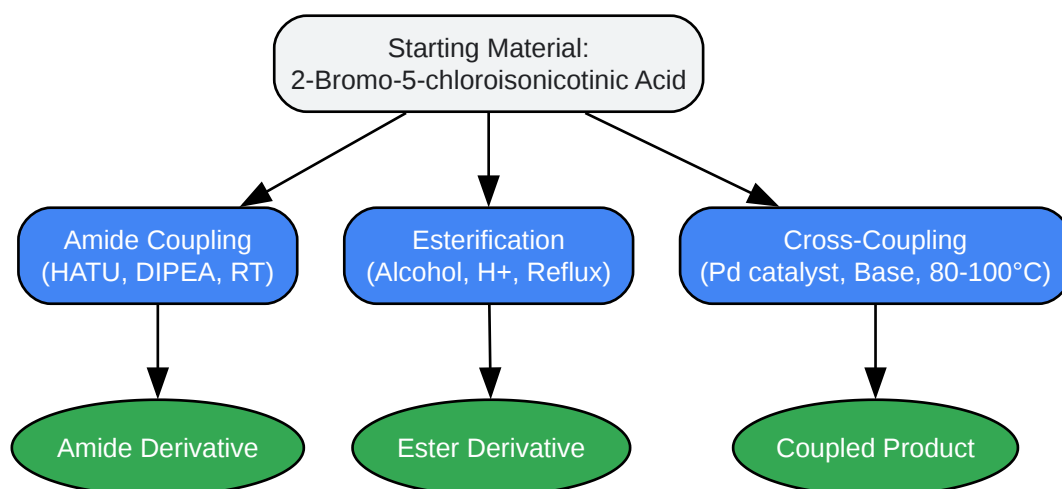 Starting Material:
2-Bromo-5-chloroisonicotinic Acid
Amide Coupling
(HATU, DIPEA, RT)
Esterification
(Alcohol, H+, Reflux)
Cross-Coupling
(Pd catalyst, Base, 80-100°C)
Amide Derivative
Ester Derivative
Coupled Product